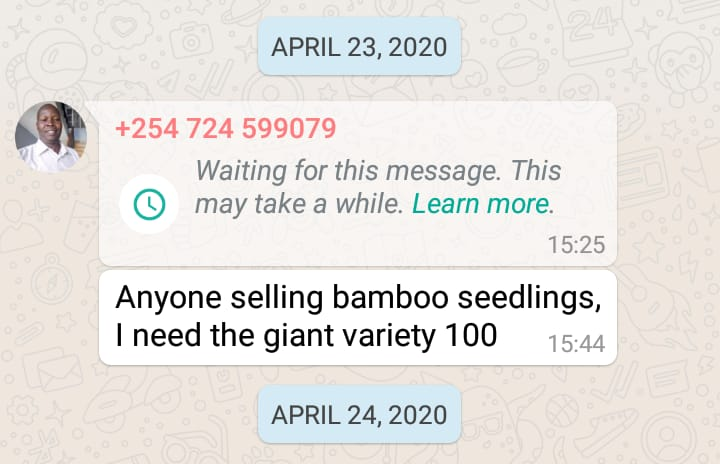 APRIL 23, 2020
+254 724 599079
Waiting for this message. This
may take a while. Learn more.
15:25
Anyone selling bamboo seedlings,
I need the giant variety 100
15:44
APRIL 24, 2020